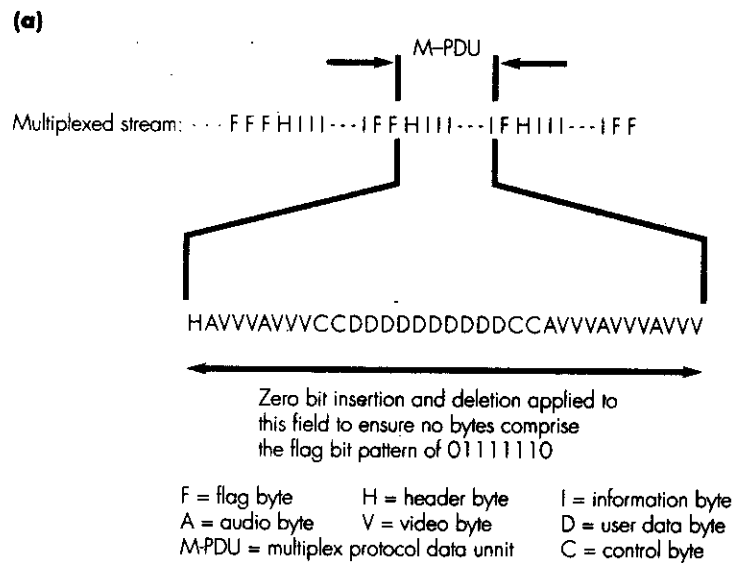 (a)
M–PDU
Multiplexed stream: - - - F F F H I I I - - - I F F H I I I - - - I F H I I I - - - I F F
H A V V V A V V V C C D D D D D D D D D D D C C A V V V A V V V A V V V
Zero bit insertion and deletion applied to
this field to ensure no bytes comprise
the flag bit pattern of 01111110
F = flag byte H = header byte I = information byte
A = audio byte V = video byte D = user data byte
M-PDU = multiplex protocol data unnit C = control byte